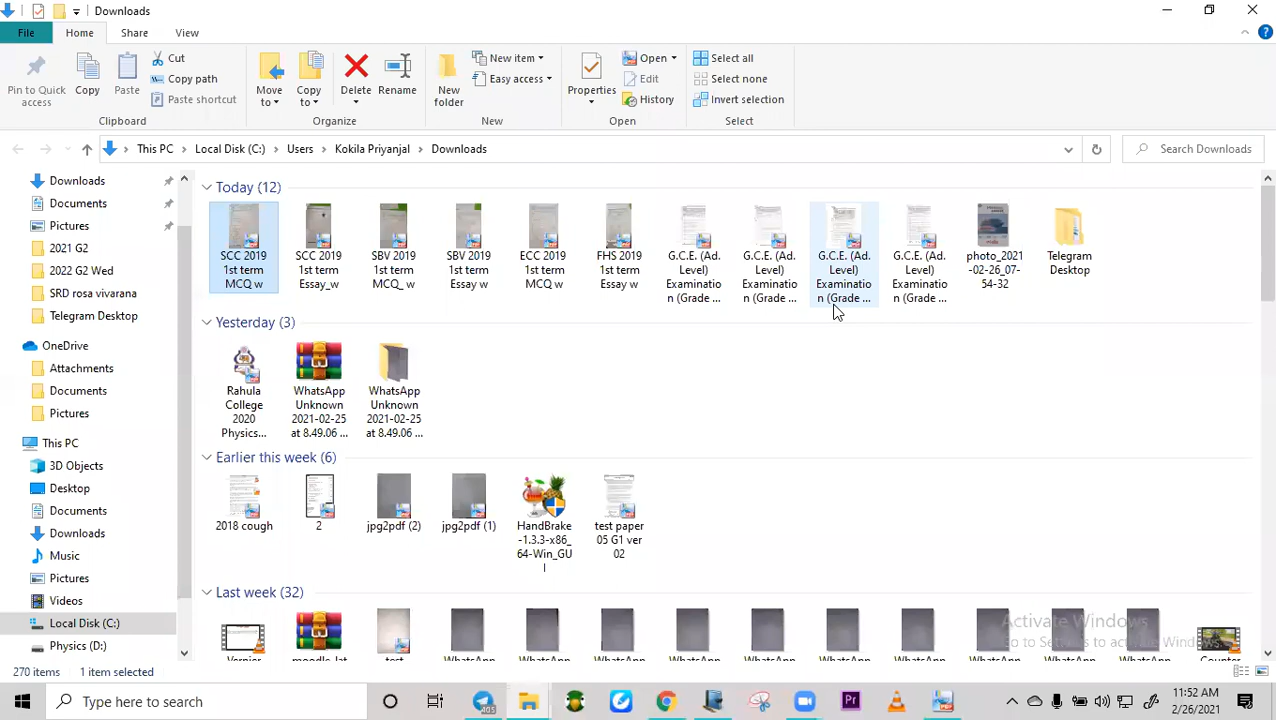 Downloads
File Home Share View
Pin to Quick access
Copy
Paste
Cut
Copy path
Paste shortcut
Clipboard
Move to
Copy to
Delete
Rename
Organize
New folder
New item
Easy access
New
Properties
Open
Edit
History
Open
Select all
Select none
Invert selection
Select
This PC > Local Disk (C:) > Users > Kokila Priyanjal > Downloads
Search Downloads
Downloads
Documents
Pictures
2021 G2
2022 G2 Wed
SRD rosa vivarana
Telegram Desktop
OneDrive
Attachments
Documents
Pictures
This PC
3D Objects
Desktop
Documents
Downloads
Music
Pictures
Videos
Local Disk (C:)
Physics (D:)
Today (12)
SCC 2019 1st term MCQ w
SCC 2019 1st term Essay_w
SBV 2019 1st term MCQ_ w
SBV 2019 1st term Essay w
ECC 2019 1st term MCQ w
FHS 2019 1st term Essay w
G.C.E. (Ad. Level) Examination (Grade ...
G.C.E. (Ad. Level) Examination (Grade ...
G.C.E. (Ad. Level) Examination (Grade ...
G.C.E. (Ad. Level) Examination (Grade ...
photo_2021-02-26_07-54-32
Telegram Desktop
Yesterday (3)
Rahula College 2020 Physics...
WhatsApp Unknown 2021-02-25 at 8.49.06 ...
WhatsApp Unknown 2021-02-25 at 8.49.06 ...
Earlier this week (6)
2018 cough
2
jpg2pdf (2)
jpg2pdf (1)
HandBrake-1.3.3-x86_64-Win_GUI
test paper 05 G1 ver 02
Last week (32)
Vernier
test
WhatsApp
WhatsApp
WhatsApp
WhatsApp
WhatsApp
WhatsApp
WhatsApp
WhatsApp
WhatsApp
WhatsApp
Counter
Activate Windows
Go to Settings to activate Windows.
270 items 1 item selected
Type here to search
403
11:52 AM
2/26/2021